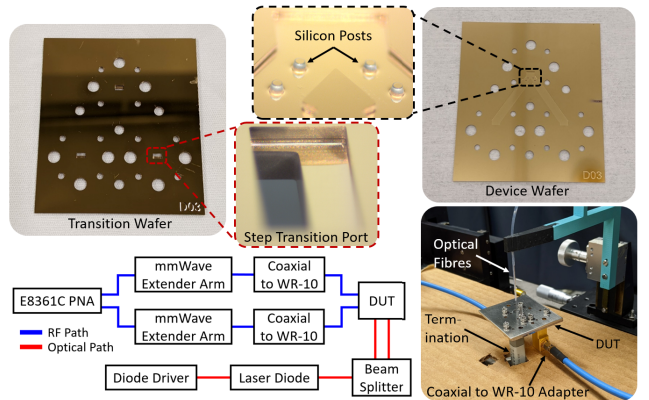 Silicon Posts
D03
Transition Wafer
Step Transition Port
D03
Device Wafer
mmWave
Extender Arm
Coaxial
to WR-10
E8361C PNA
DUT
mmWave
Extender Arm
Coaxial
to WR-10
RF Path
Optical Path
Diode Driver
Laser Diode
Beam
Splitter
Optical
Fibres
Term-
ination
DUT
Coaxial to WR-10 Adapter